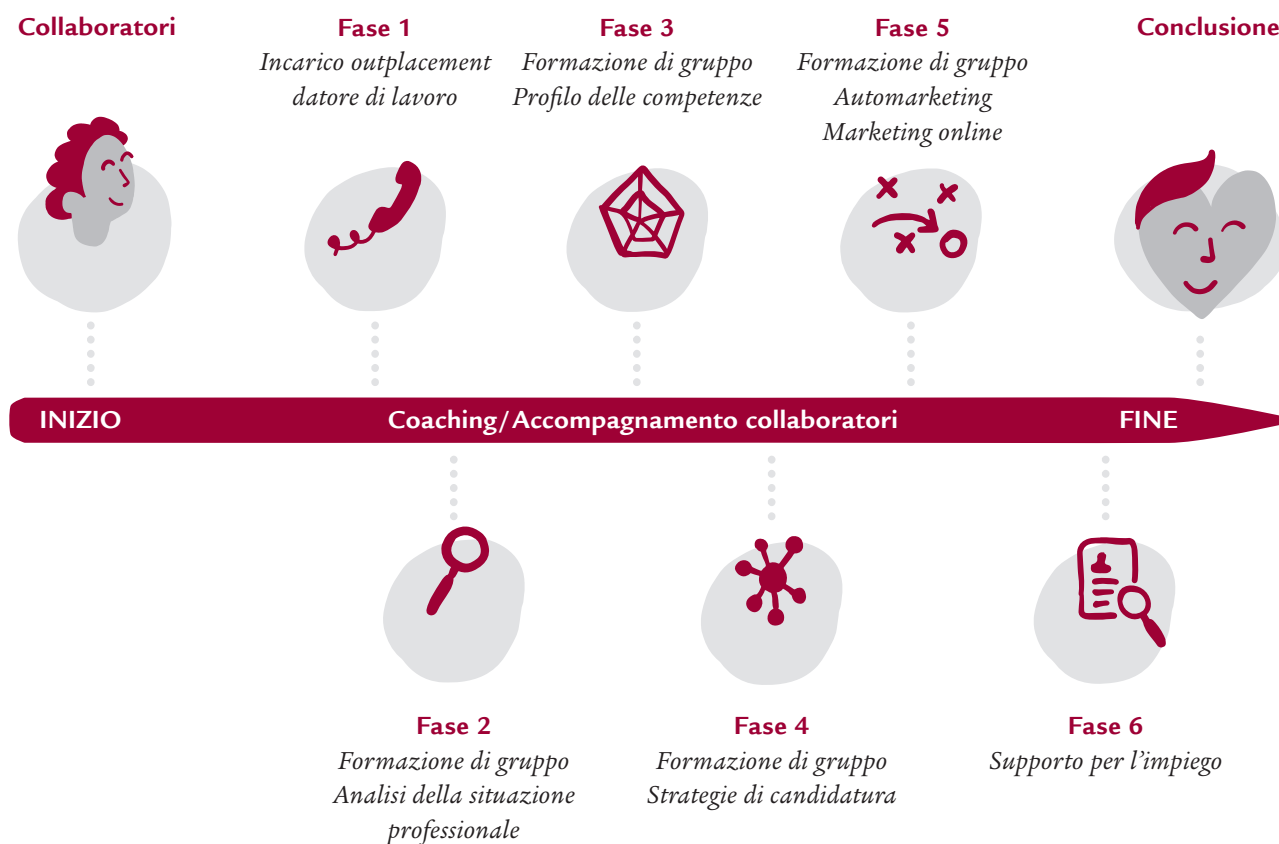 Collaboratori
Fase 1
Incarico outplacement
datore di lavoro
Fase 3
Formazione di gruppo
Profilo delle competenze
Fase 5
Formazione di gruppo
Automarketing
Marketing online
Conclusione
INIZIO
Coaching/Accompagnamento collaboratori
FINE
Fase 2
Formazione di gruppo
Analisi della situazione
professionale
Fase 4
Formazione di gruppo
Strategie di candidatura
Fase 6
Supporto per l'impiego